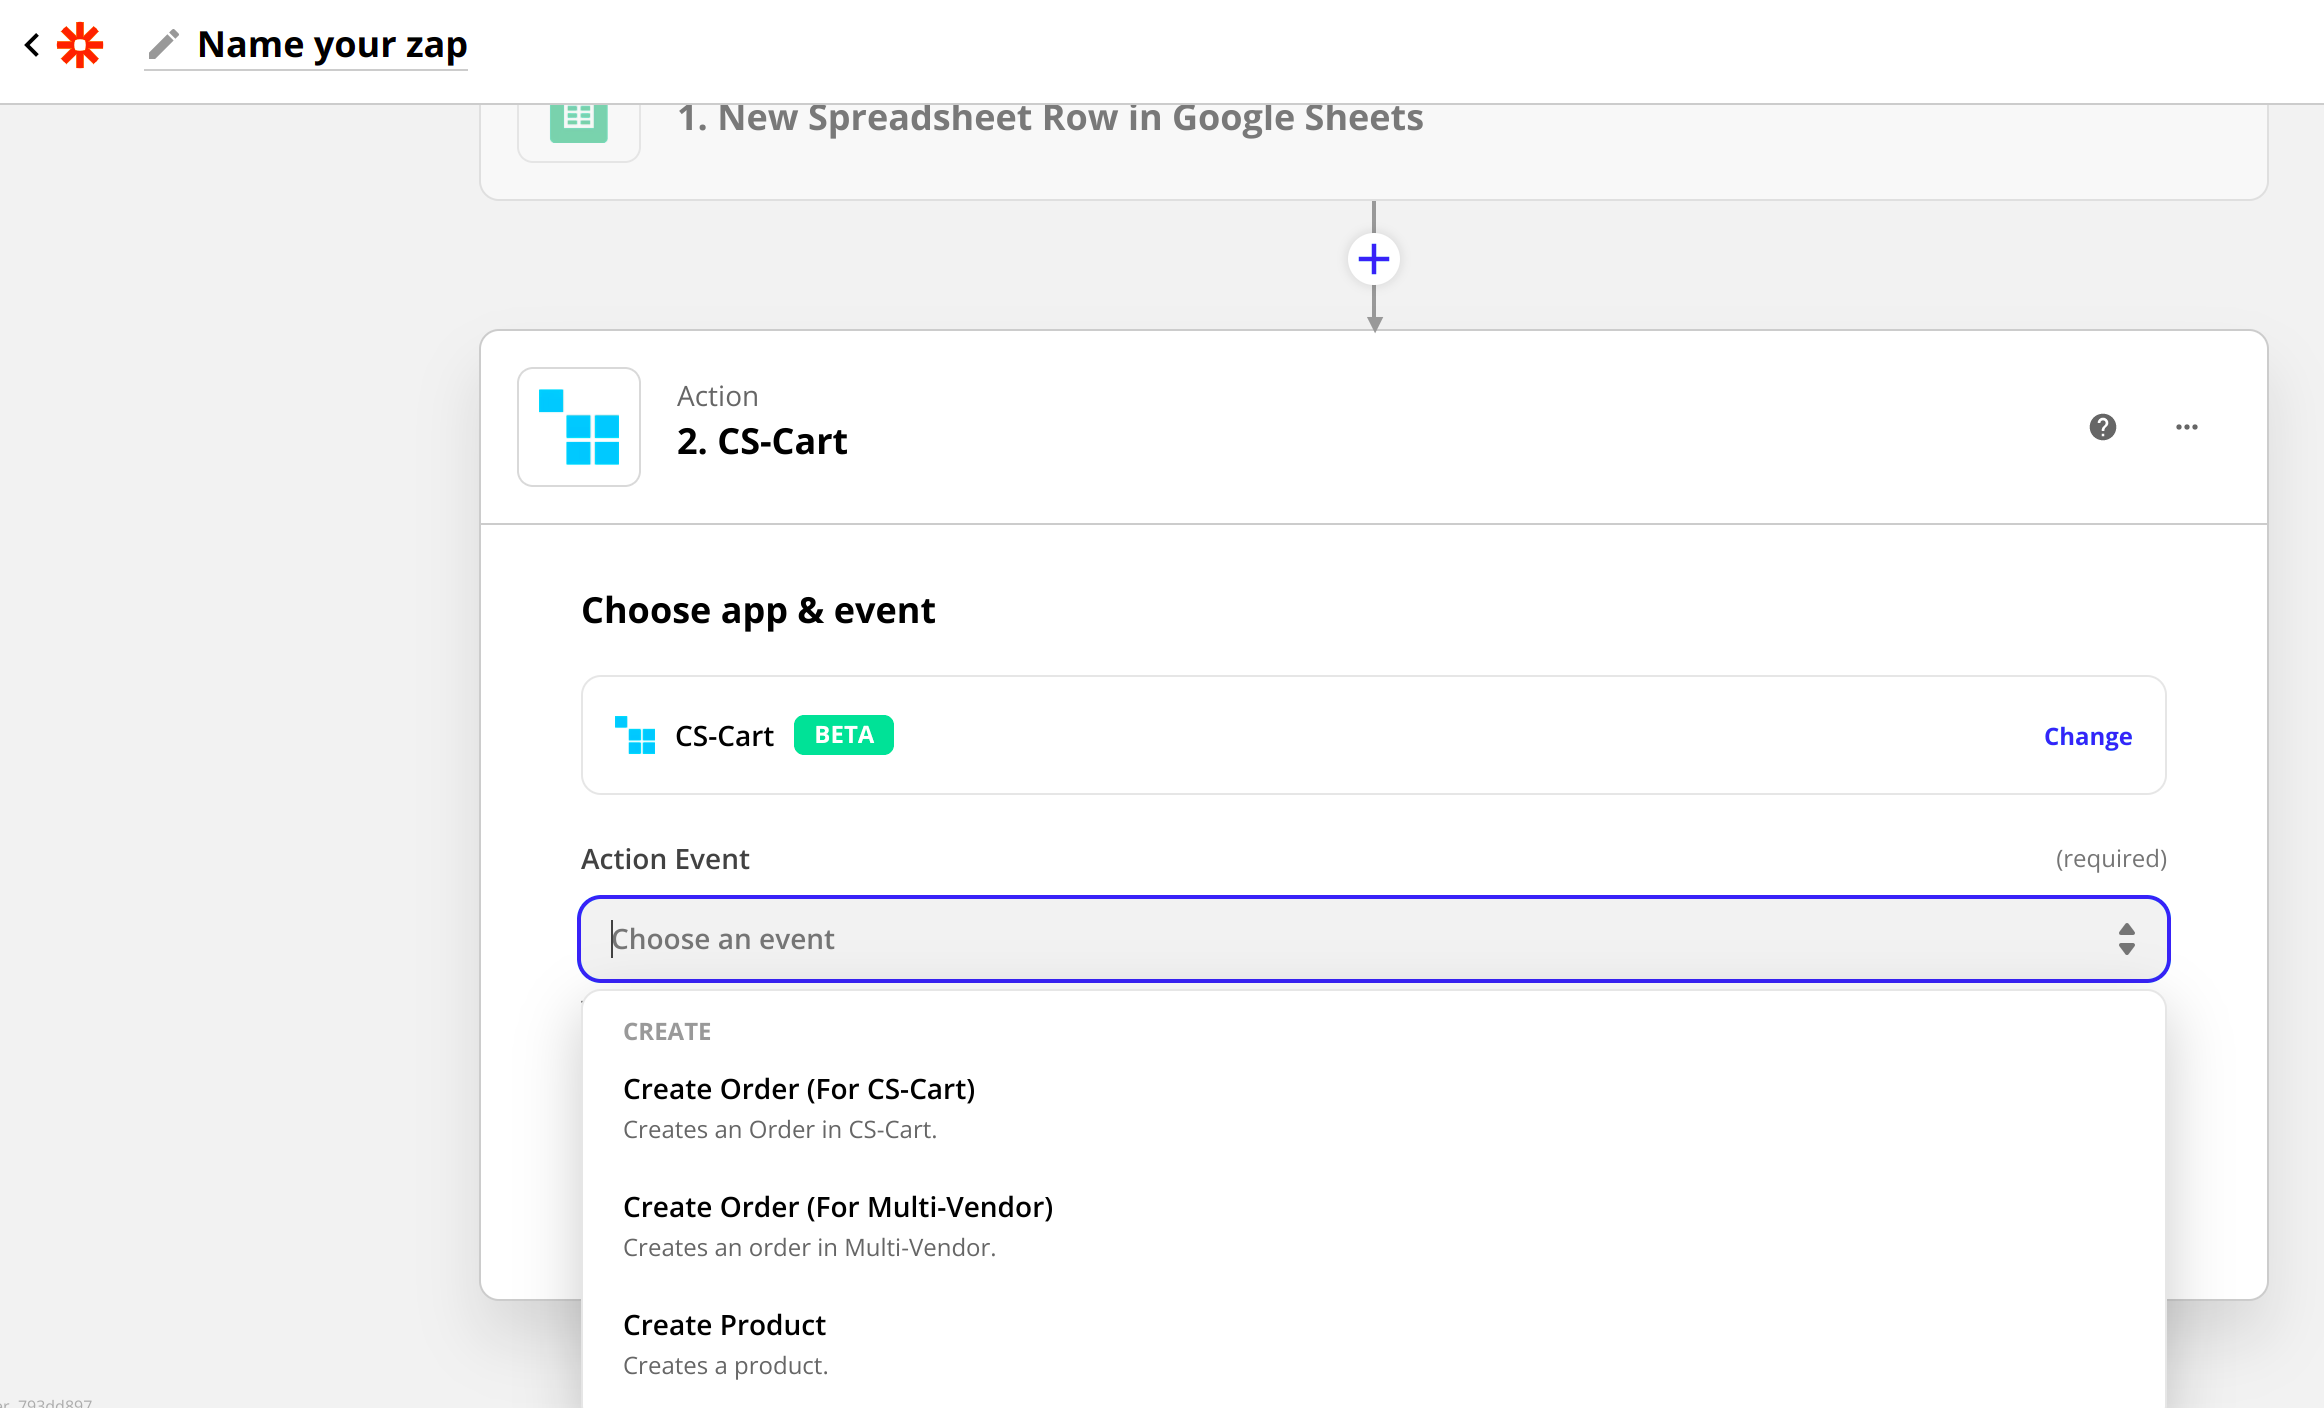 Name your zap
1. New Spreadsheet Row in Google Sheets
Action
2. CS-Cart
Choose app & event
CS-Cart BETA Change
Action Event (required)
Choose an event
CREATE
Create Order (For CS-Cart)
Creates an Order in CS-Cart.
Create Order (For Multi-Vendor)
Creates an order in Multi-Vendor.
Create Product
Creates a product.
793dd897